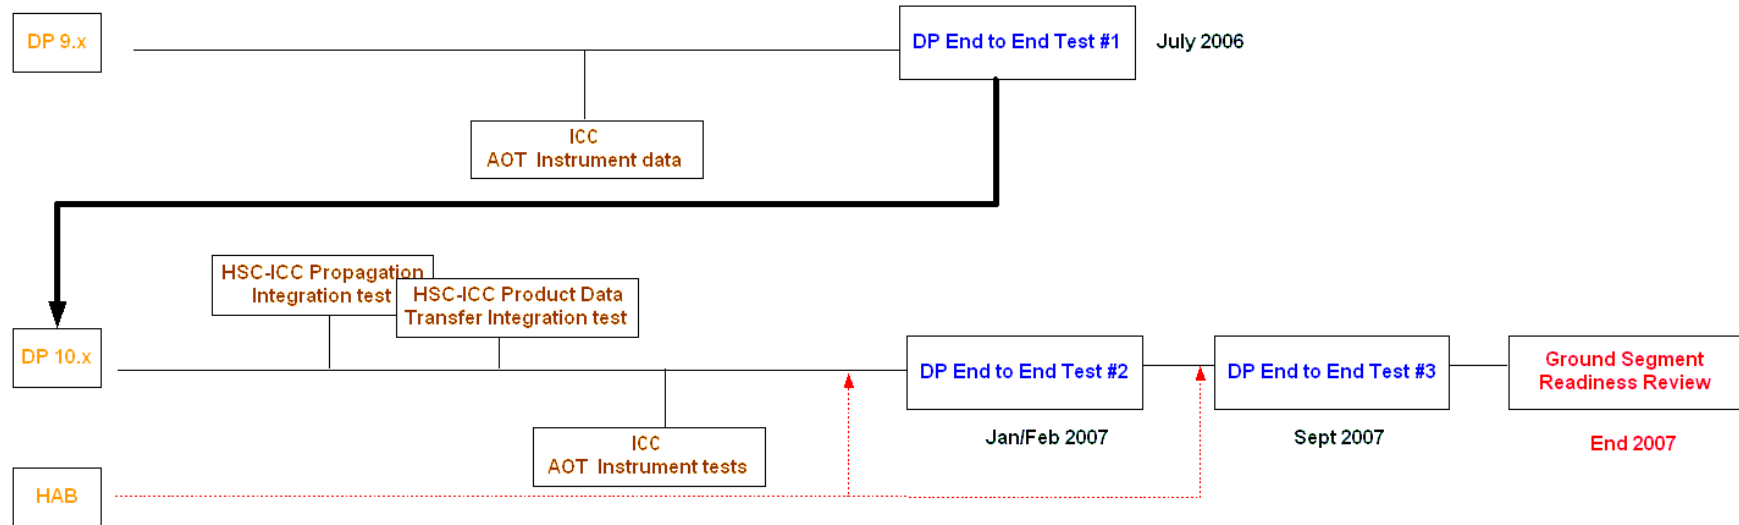 DP 9.x
DP End to End Test #1
July 2006
ICC
AOT Instrument data
HSC-ICC Propagation
Integration test
HSC-ICC Product Data
Transfer Integration test
DP 10.x
DP End to End Test #2
DP End to End Test #3
Ground Segment
Readiness Review
Jan/Feb 2007
Sept 2007
End 2007
ICC
AOT Instrument tests
HAB